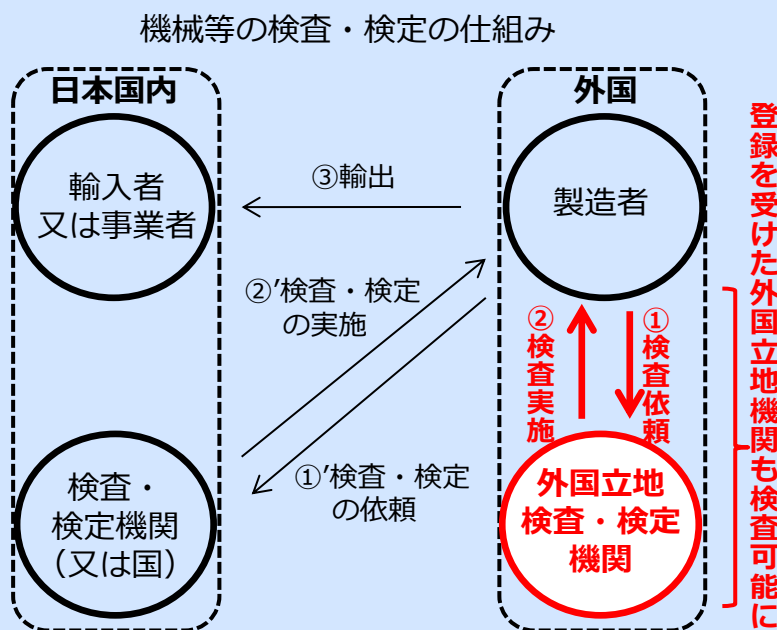 機械等の検査・検定の仕組み
日本国内
輸入者
又は事業者
検査・
検定機関
(又は国)
③輸出
②’検査・検定
の実施
①’検査・検定
の依頼
外国
製造者
②検査実施
①検査依頼
外国立地
検査・検定
機関
登録を受けた外国立地機関も検査可能に